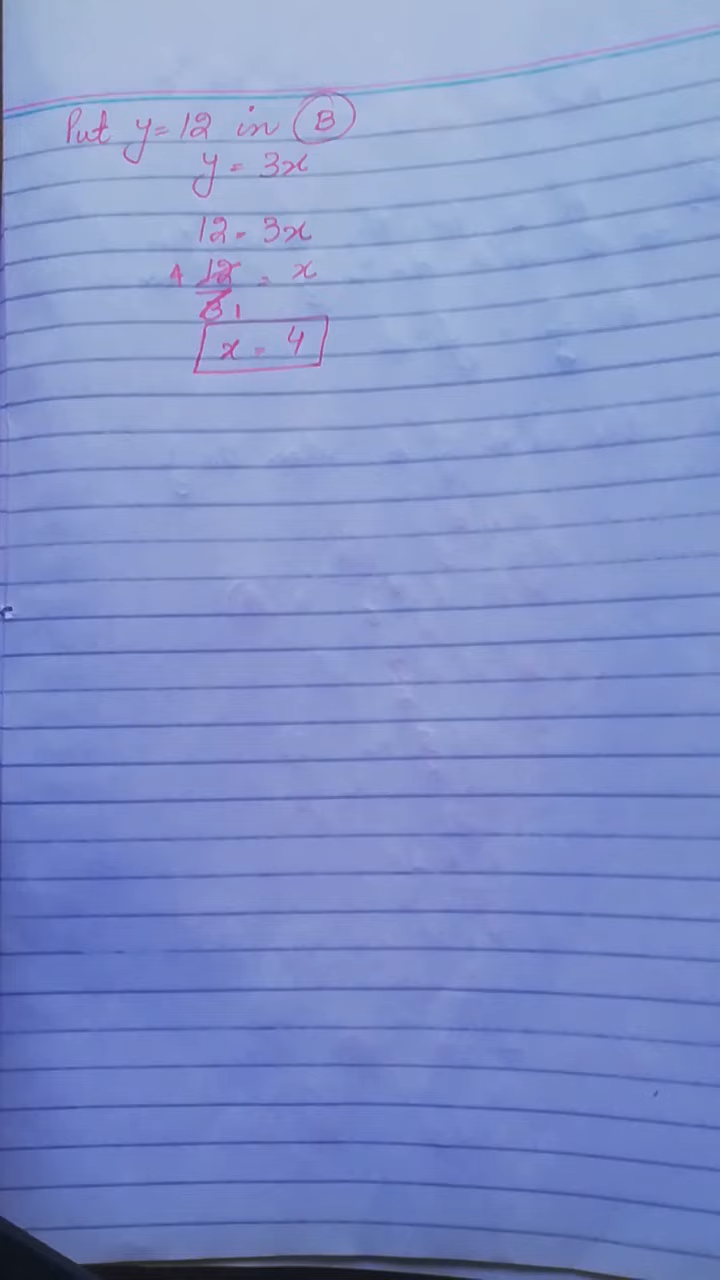 Put y=12 in B
y = 3x
12 = 3x
4 12 = x
3 1
x = 4